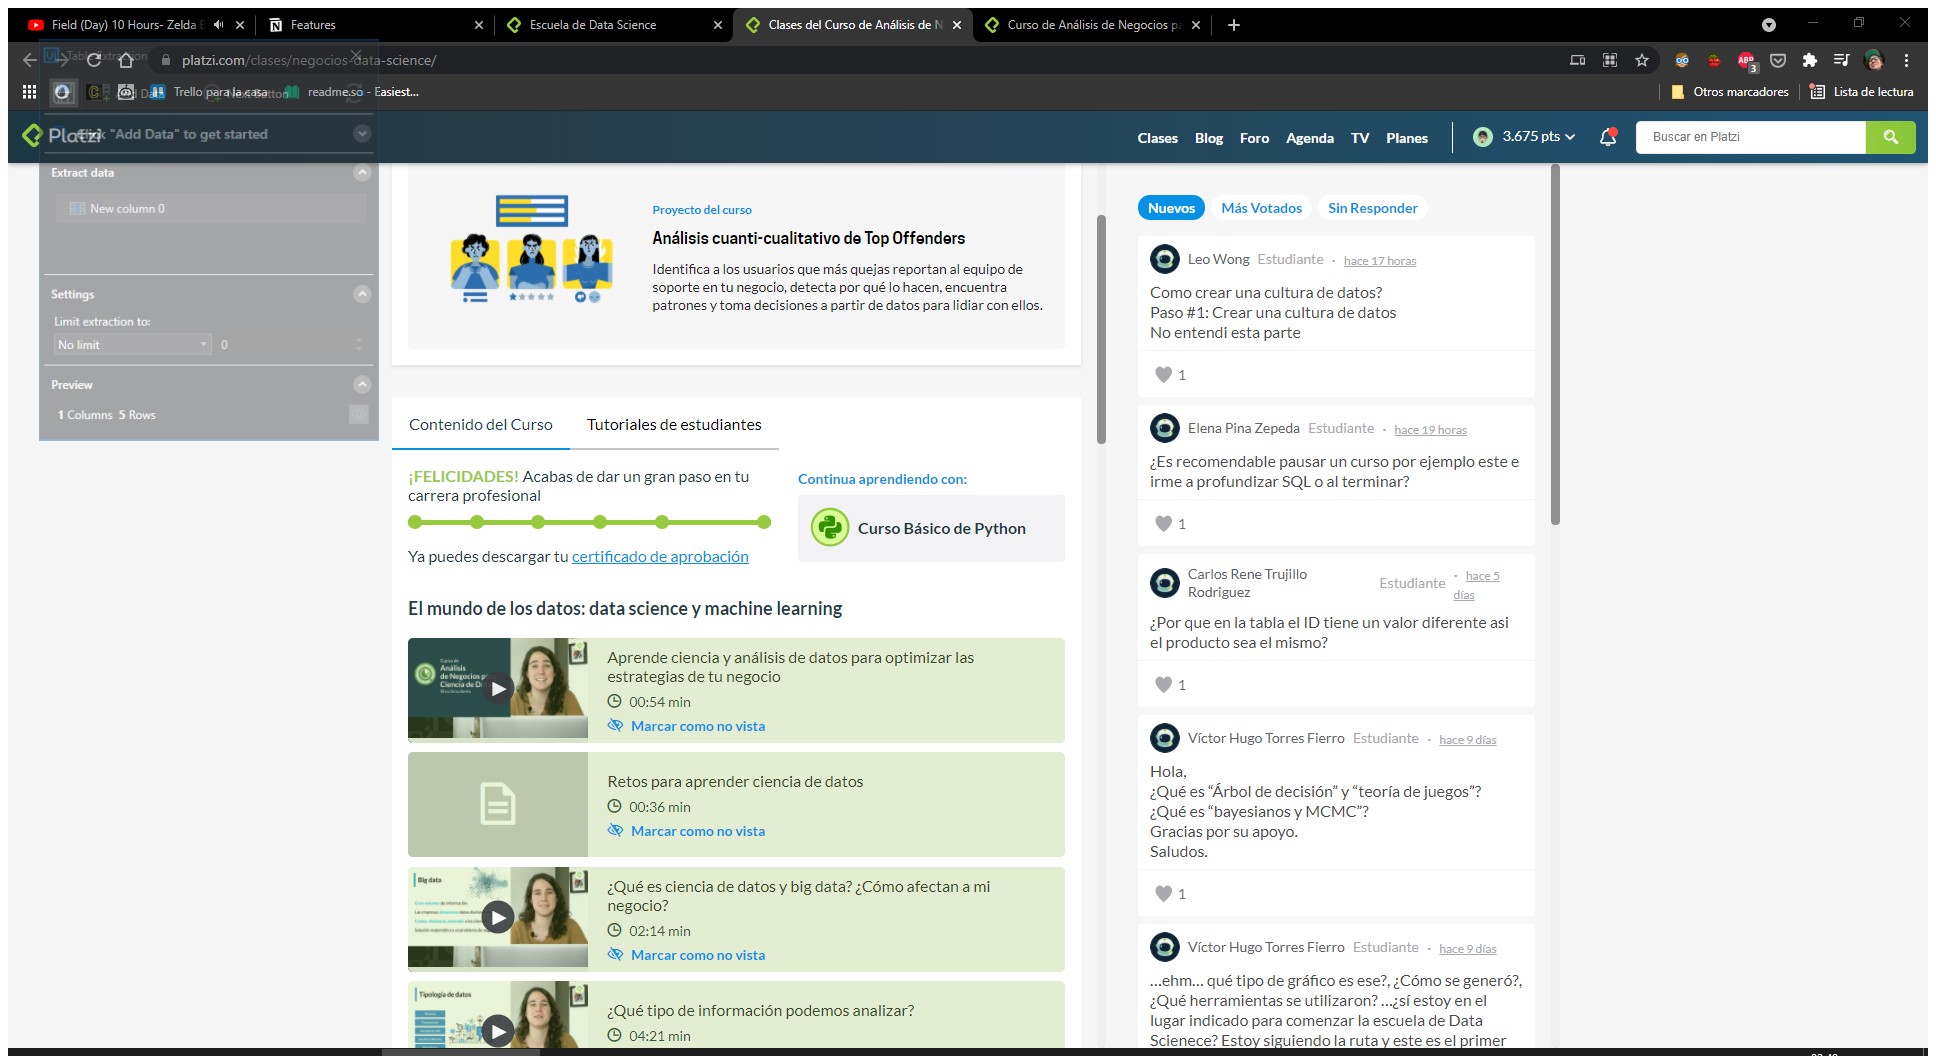 Field (Day) 10 Hours- Zelda B
Features
Escuela de Data Science
Clases del Curso de Análisis de N
Curso de Análisis de Negocios pa
platzi.com/clases/negocios-data-science/
Table Extraction
Trello para la casa
Next Button
readme.so - Easiest...
Otros marcadores
Lista de lectura
Platzi
"Add Data" to get started
Clases
Blog
Foro
Agenda
TV
Planes
3.675 pts
Buscar en Platzi
Extract data
New column 0
Settings
Limit extraction to:
No limit
0
Preview
1 Columns 5 Rows
Proyecto del curso
Análisis cuanti-cualitativo de Top Offenders
Identifica a los usuarios que más quejas reportan al equipo de
soporte en tu negocio, detecta por qué lo hacen, encuentra
patrones y toma decisiones a partir de datos para lidiar con ellos.
Contenido del Curso
Tutoriales de estudiantes
¡FELICIDADES! Acabas de dar un gran paso en tu
carrera profesional
Ya puedes descargar tu certificado de aprobación
Continua aprendiendo con:
Curso Básico de Python
El mundo de los datos: data science y machine learning
Curso de
Análisis
de Negocios para
Ciencia de Da
Aprende ciencia y análisis de datos para optimizar las
estrategias de tu negocio
00:54 min
Marcar como no vista
Retos para aprender ciencia de datos
00:36 min
Marcar como no vista
Big data
¿Qué es ciencia de datos y big data? ¿Cómo afectan a mi
negocio?
02:14 min
Marcar como no vista
Tipología de datos
¿Qué tipo de información podemos analizar?
04:21 min
Nuevos
Más Votados
Sin Responder
Leo Wong Estudiante · hace 17 horas
Como crear una cultura de datos?
Paso #1: Crear una cultura de datos
No entendi esta parte
1
Elena Pina Zepeda Estudiante · hace 19 horas
¿Es recomendable pausar un curso por ejemplo este e
irme a profundizar SQL o al terminar?
1
Carlos Rene Trujillo
Rodriguez
Estudiante · hace 5
días
¿Por que en la tabla el ID tiene un valor diferente asi
el producto sea el mismo?
1
Víctor Hugo Torres Fierro Estudiante · hace 9 días
Hola,
¿Qué es “Árbol de decisión” y “teoría de juegos”?
¿Qué es “bayesianos y MCMC”?
Gracias por su apoyo.
Saludos.
1
Víctor Hugo Torres Fierro Estudiante · hace 9 días
...ehm... qué tipo de gráfico es ese?, ¿Cómo se generó?,
¿Qué herramientas se utilizaron? ...¿sí estoy en el
lugar indicado para comenzar la escuela de Data
Scienece? Estoy siguiendo la ruta y este es el primer